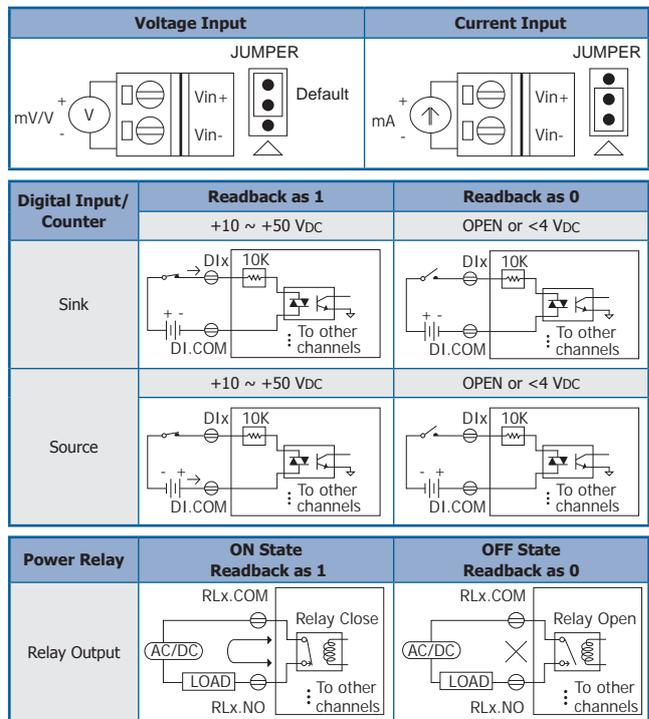 Voltage Input
Current Input
JUMPER
mV/V
+
-
V
Vin+
Vin-
Default
JUMPER
mA
+
-
Vin+
Vin-
Digital Input/
Counter
Readback as 1
Readback as 0
+10 ~ +50 VDC
OPEN or <4 VDC
Sink
DIx
10K
+ -
DI.COM
To other
channels
DIx
10K
+ -
DI.COM
To other
channels
+10 ~ +50 VDC
OPEN or <4 VDC
Source
DIx
10K
- +
DI.COM
To other
channels
DIx
10K
- +
DI.COM
To other
channels
Power Relay
ON State
Readback as 1
OFF State
Readback as 0
Relay Output
RLx.COM
Relay Close
AC/DC
LOAD
RLx.NO
To other
channels
RLx.COM
Relay Open
AC/DC
LOAD
RLx.NO
To other
channels